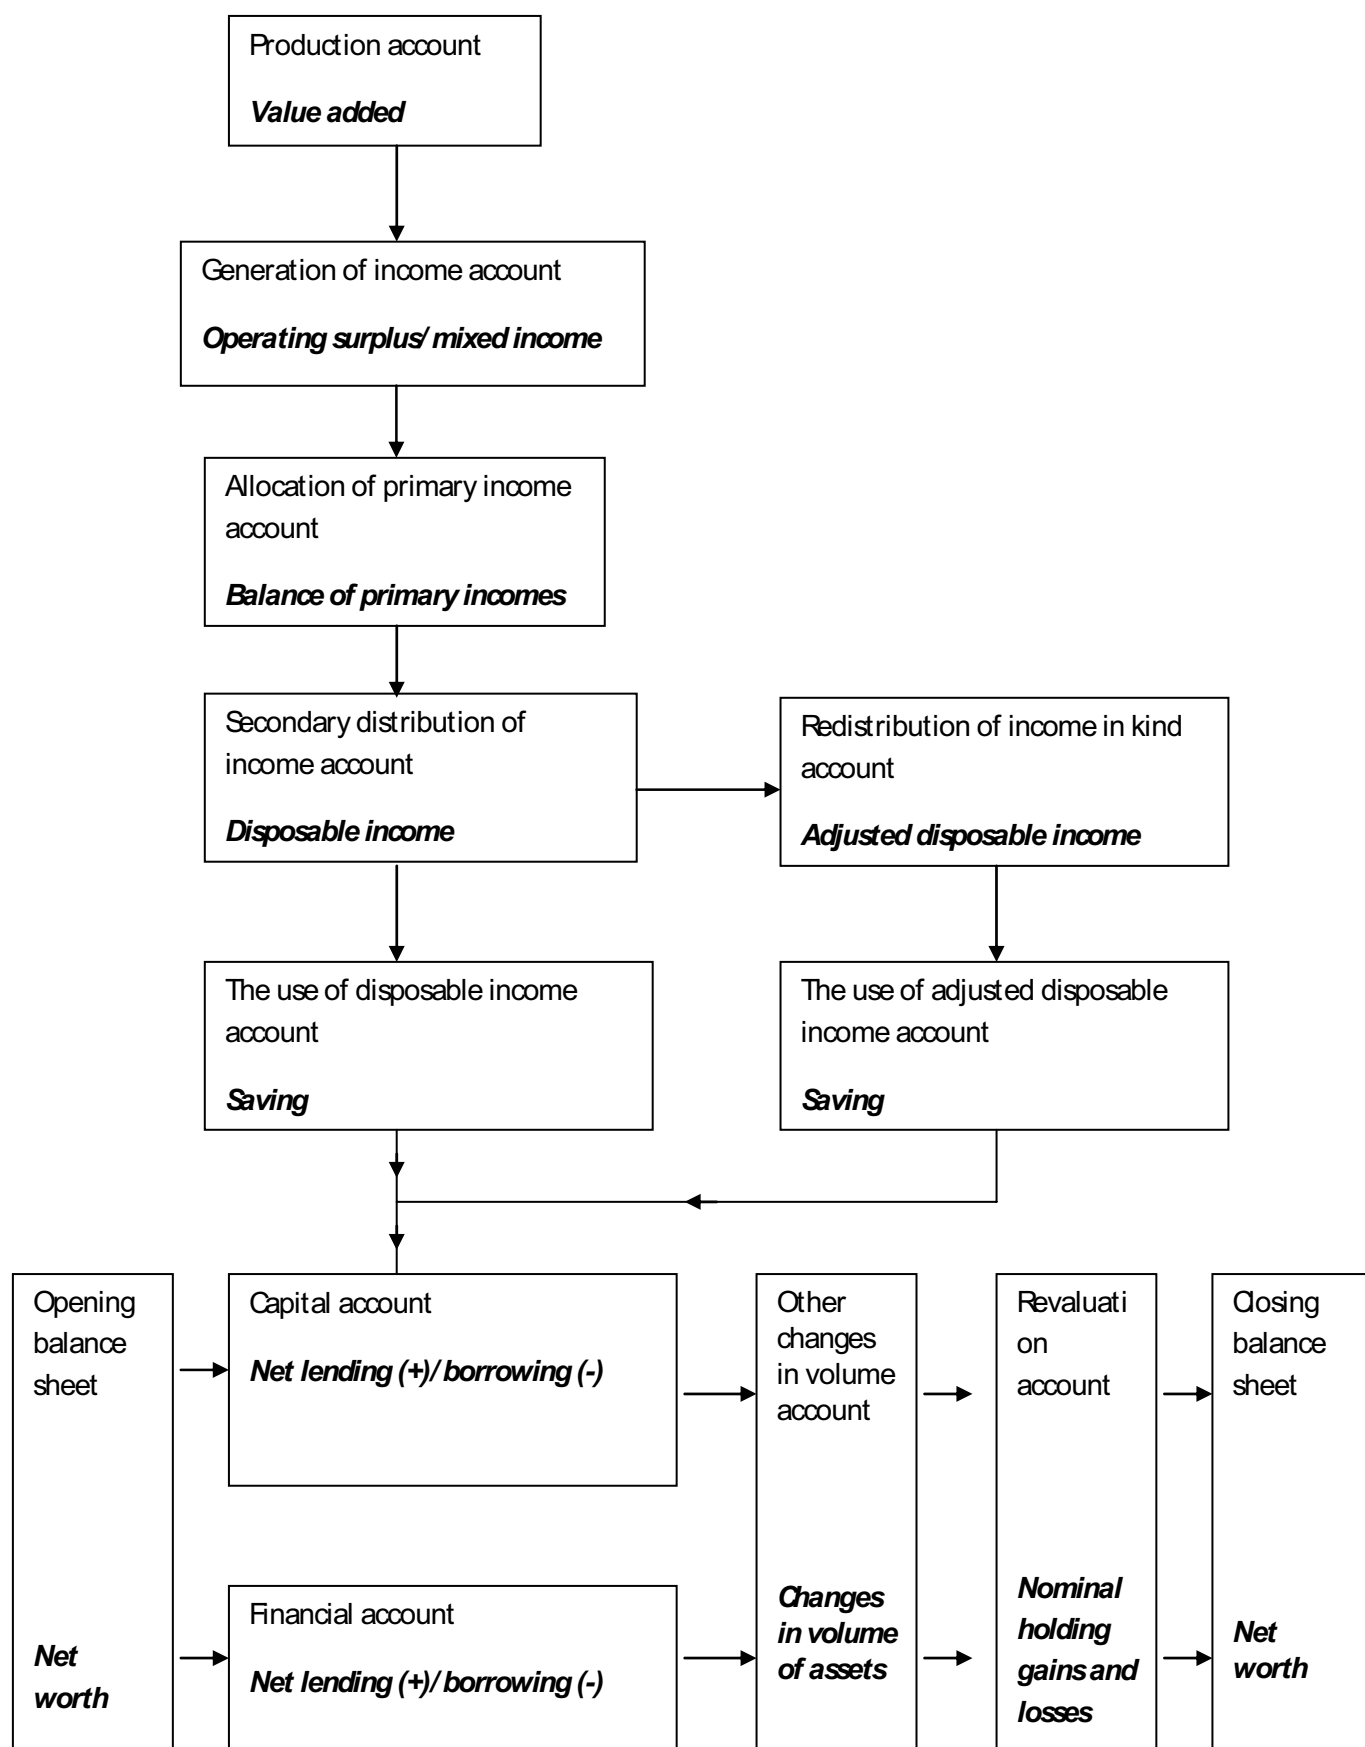 Production account
Value added
Generation of income account
Operating surplus/ mixed income
Allocation of primary income
account
Balance of primary incomes
Secondary distribution of
income account
Disposable income
Redistribution of income in kind
account
Adjusted disposable income
The use of disposable income
account
Saving
The use of adjusted disposable
income account
Saving
Opening
balance
sheet
Net
worth
Capital account
Net lending (+)/ borrowing (-)
Financial account
Net lending (+)/ borrowing (-)
Other
changes
in volume
account
Changes
in volume
of assets
Revaluati
on
account
Nominal
holding
gains and
losses
Closing
balance
sheet
Net
worth